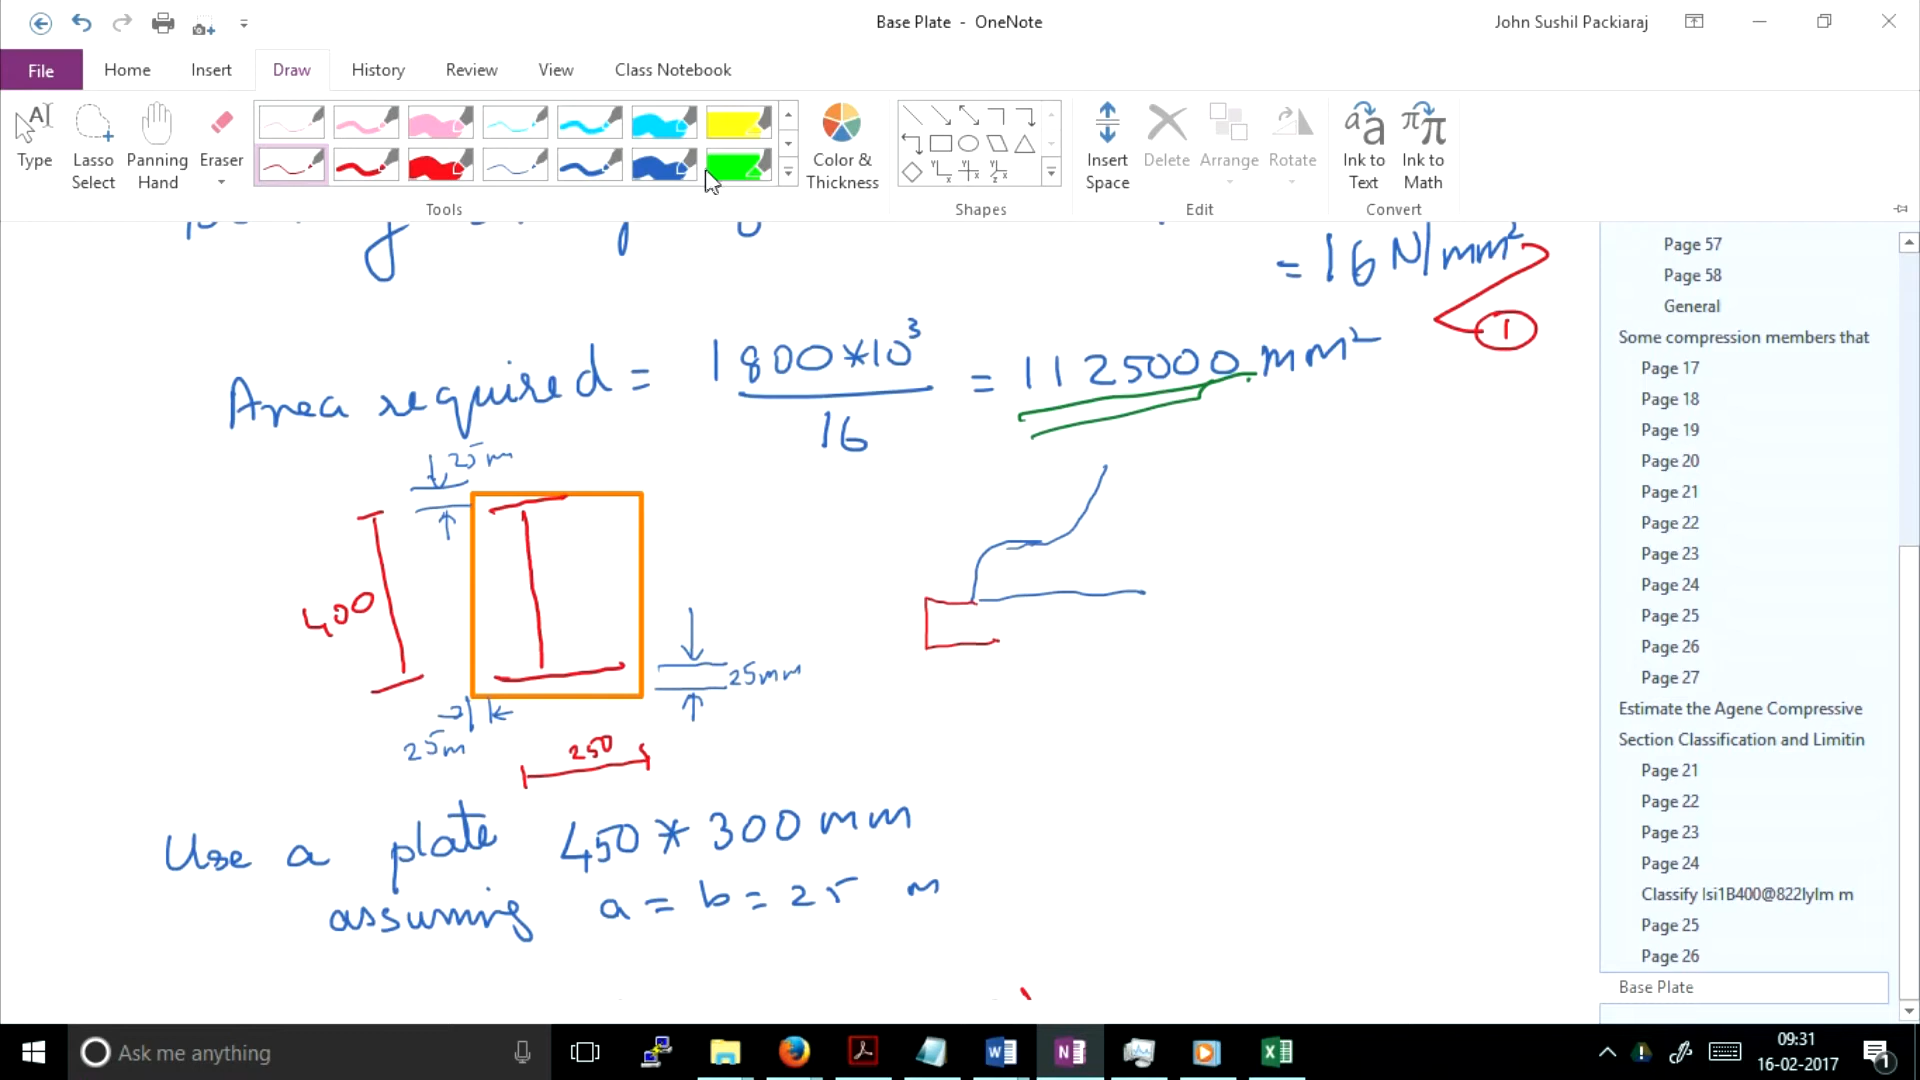 Base Plate - OneNote
John Sushil Packiaraj
File
Home
Insert
Draw
History
Review
View
Class Notebook
Type
Lasso Select
Panning Hand
Eraser
Color & Thickness
Insert Space
Delete
Arrange
Rotate
Ink to Text
Ink to Math
Tools
Shapes
Edit
Convert
= 16 N/mm²
1
Area required = 1800*10³ / 16 = 1125000 mm²
25m
400
25mm
25m
250
Use a plate 450 * 300 mm
assuming a = b = 25 m
Page 57
Page 58
General
Some compression members that
Page 17
Page 18
Page 19
Page 20
Page 21
Page 22
Page 23
Page 24
Page 25
Page 26
Page 27
Estimate the Agene Compressive
Section Classification and Limitin
Page 21
Page 22
Page 23
Page 24
Classify lsi1B400@822lylm m
Page 25
Page 26
Base Plate
Ask me anything
09:31
16-02-2017
1